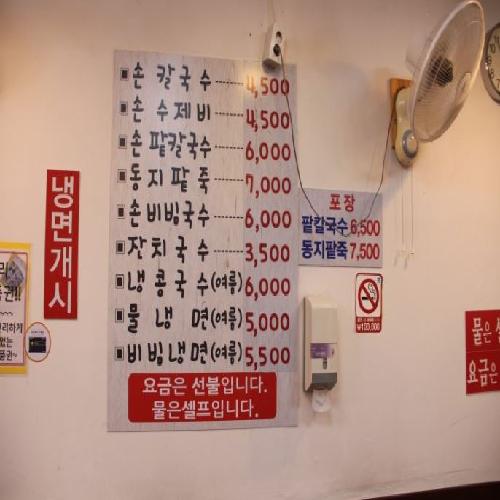 손 칼국수 4,500
손 수제비 4,500
손팥칼국수 6,000
동지팥죽 7,000
손비빔국수 6,000
잔치국수 3,500
냉콩국수(여름) 6,000
물냉면(여름) 5,000
비빔냉면(여름) 5,500
요금은 선불입니다.
물은셀프입니다.
냉면개시
포장
팥칼국수 6,500
동지팥죽 7,500
₩100,000
물은
요금은
없는